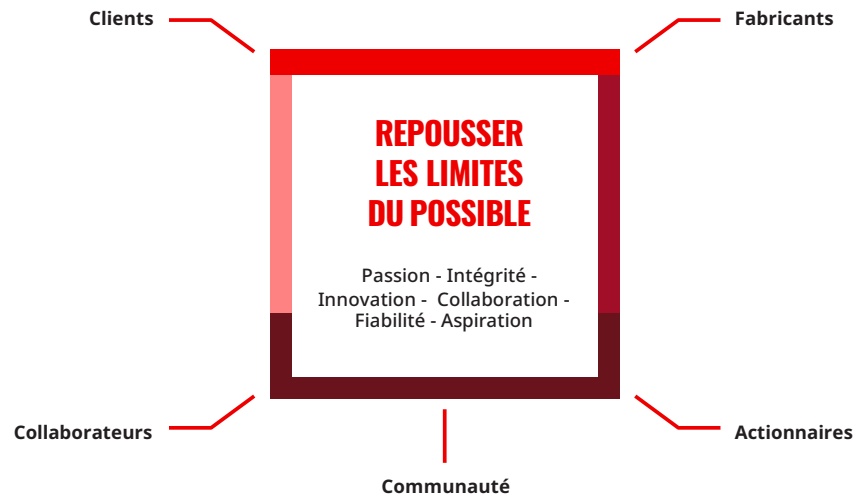 Clients
Fabricants
REPOUSSER
LES LIMITES
DU POSSIBLE
Passion - Intégrité -
Innovation -  Collaboration -
Fiabilité - Aspiration
Collaborateurs
Actionnaires
Communauté